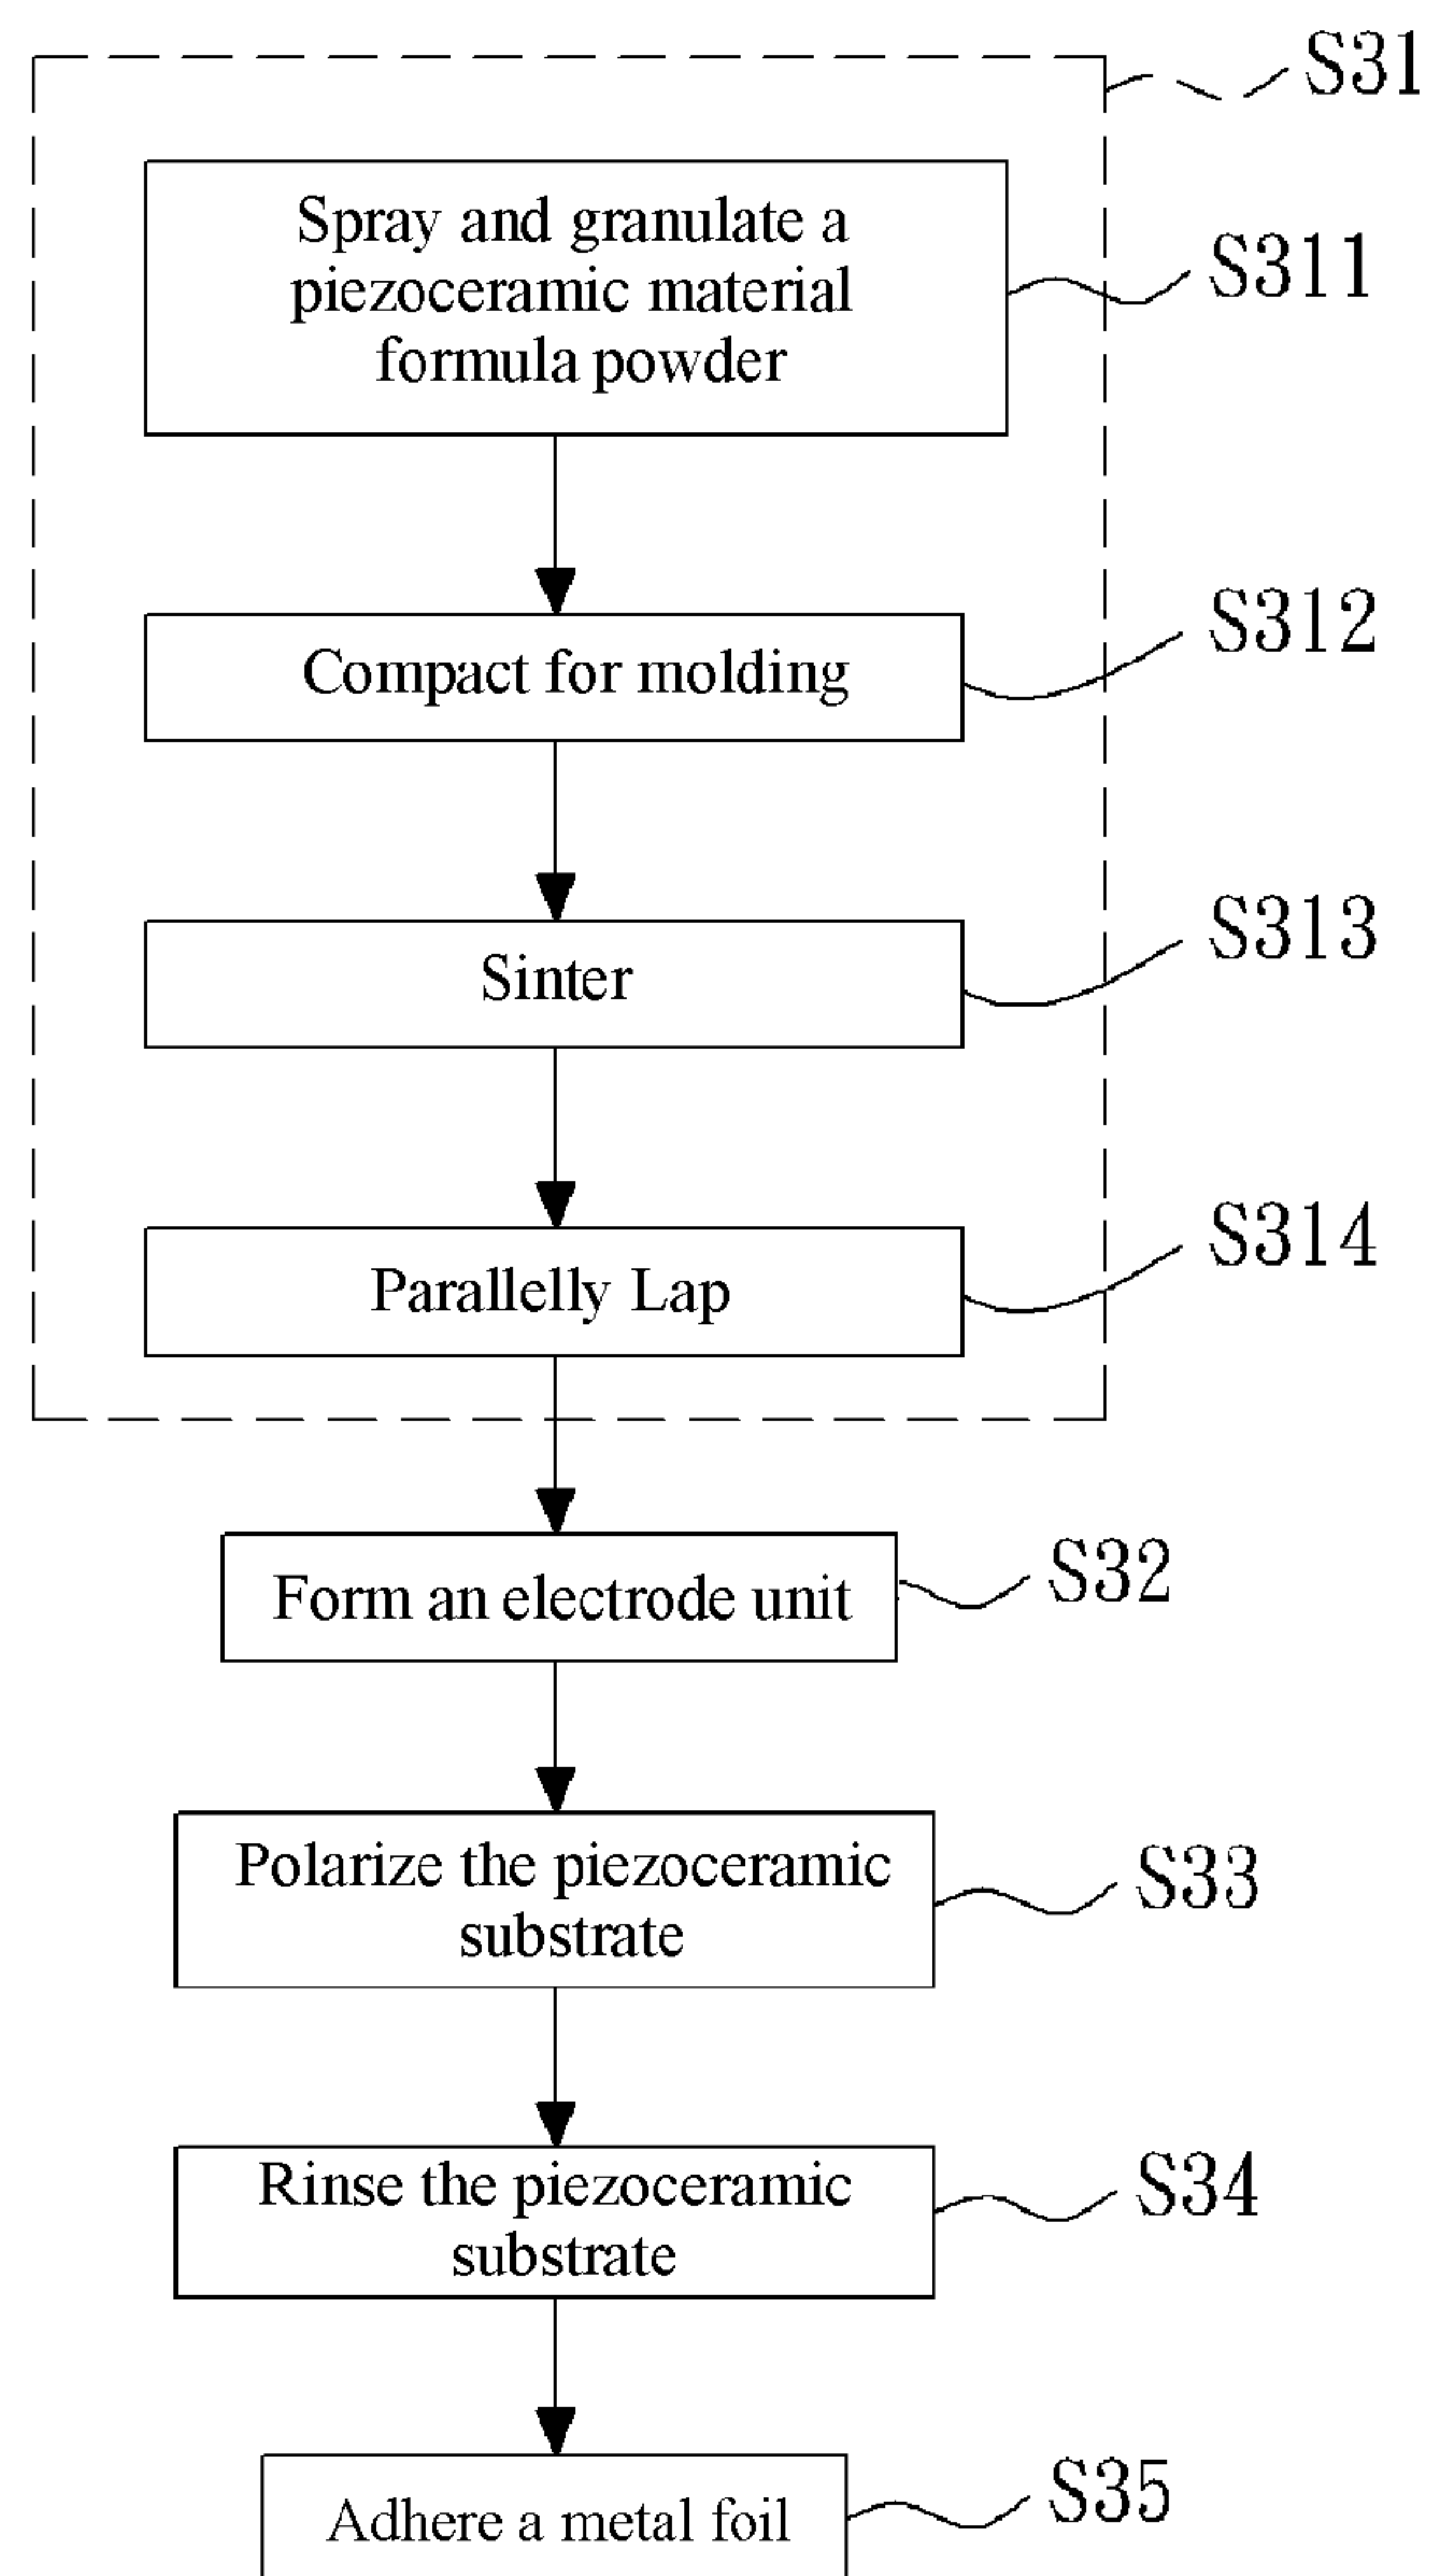 S31
Spray and granulate a
piezoceramic material
formula powder
S311
Compact for molding
S312
Sinter
S313
Parallelly Lap
S314
Form an electrode unit
S32
Polarize the piezoceramic
substrate
S33
Rinse the piezoceramic
substrate
S34
Adhere a metal foil
S35